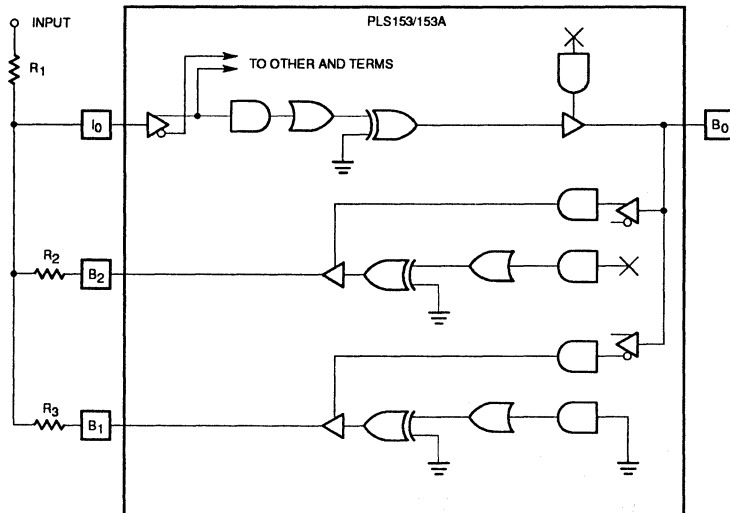 INPUT
PLS153/153A
R1
TO OTHER AND TERMS
I0
B0
R2
B2
R3
B1